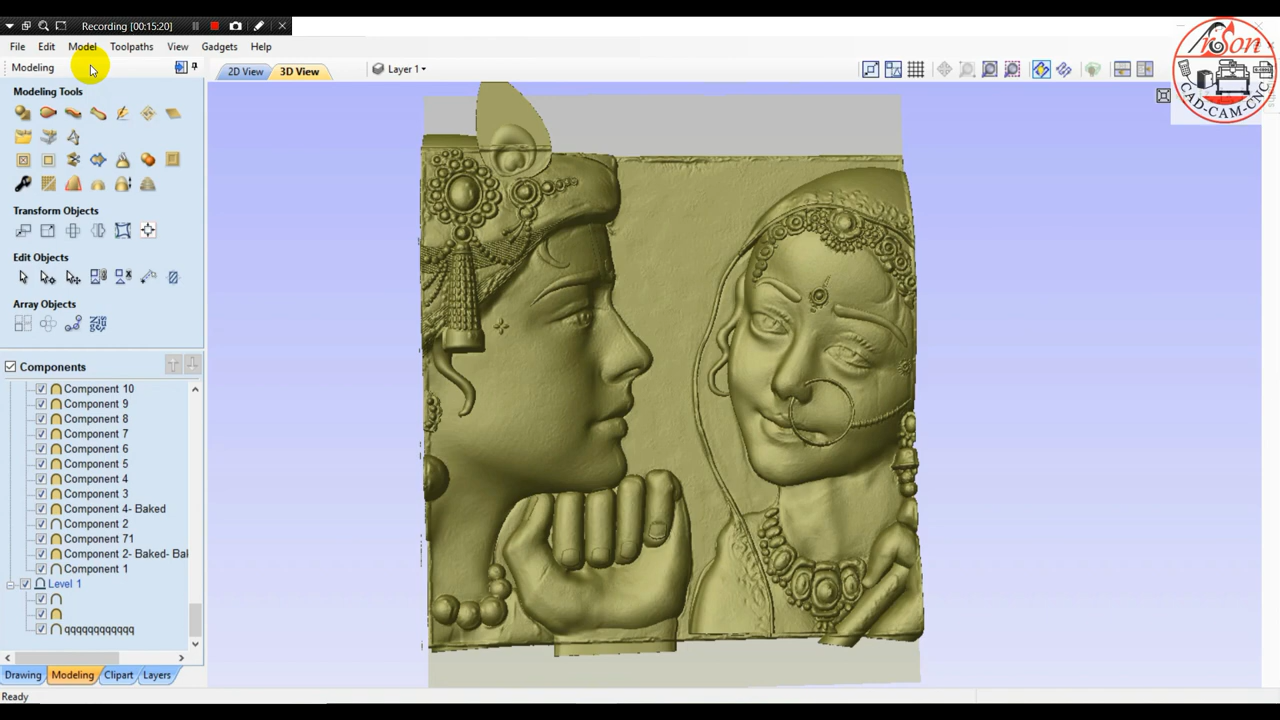 Recording [00:15:20]
File Edit Model Toolpaths View Gadgets Help
Modeling
2D View 3D View Layer 1
Modeling Tools
Transform Objects
Edit Objects
Array Objects
Components
Component 10
Component 9
Component 8
Component 7
Component 6
Component 5
Component 4
Component 3
Component 4- Baked
Component 2
Component 71
Component 2- Baked- Bak
Component 1
Level 1
qqqqqqqqqqqq
Drawing Modeling Clipart Layers
Ready
CAD-CAM-CNC